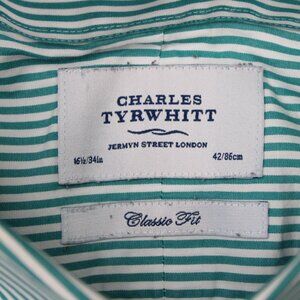 CHARLES
TYRWHITT
JERMYN STREET LONDON
16½/34in 42/86cm
Classic Fit